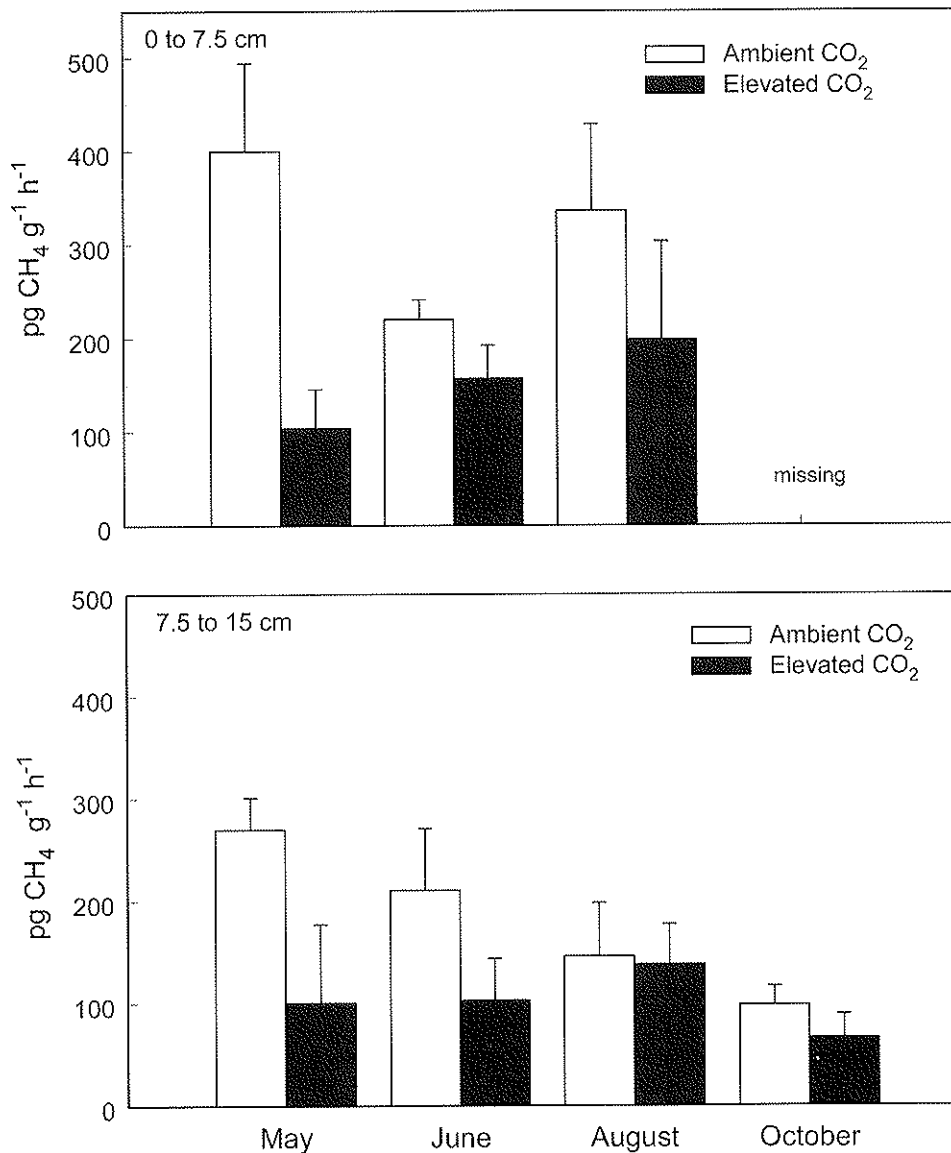 0 to 7.5 cm
Ambient CO₂
Elevated CO₂
500
400
300
200
100
0
pg CH₄ g⁻¹ h⁻¹
missing
7.5 to 15 cm
Ambient CO₂
Elevated CO₂
500
400
300
200
100
0
pg CH₄ g⁻¹ h⁻¹
May June August October